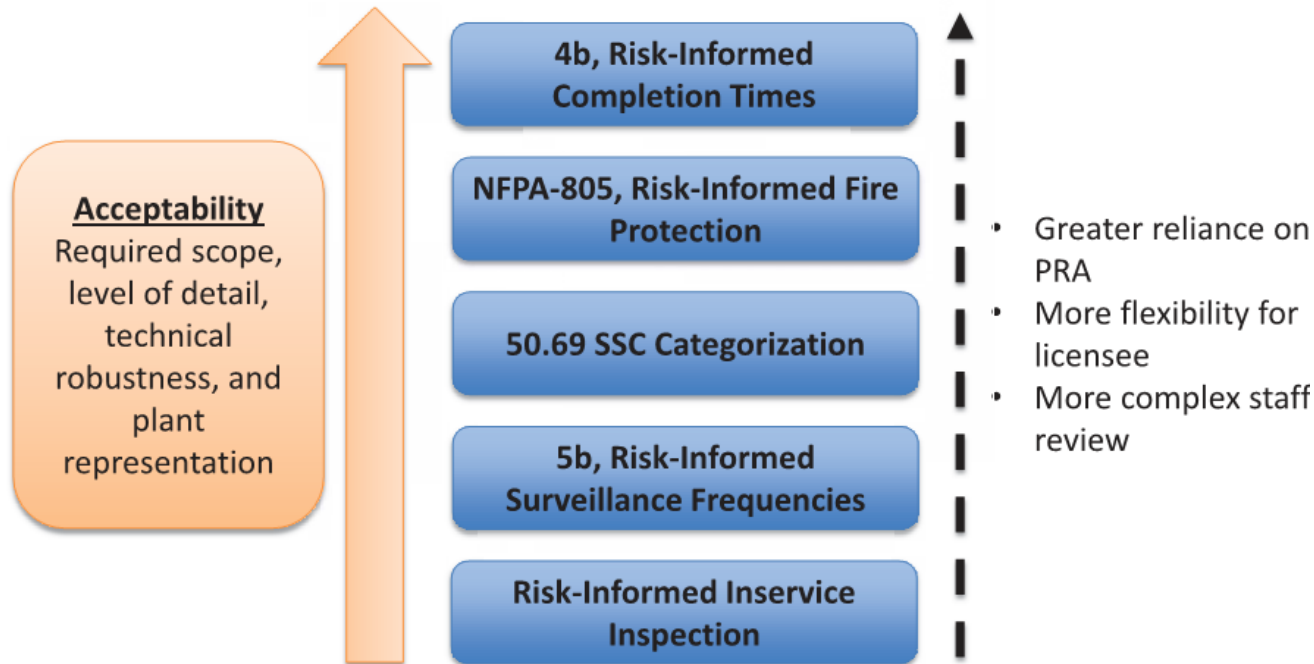 Acceptability
Required scope,
level of detail,
technical
robustness, and
plant
representation
4b, Risk-Informed
Completion Times
NFPA-805, Risk-Informed Fire
Protection
50.69 SSC Categorization
5b, Risk-Informed
Surveillance Frequencies
Risk-Informed Inservice
Inspection
• Greater reliance on
PRA
• More flexibility for
licensee
• More complex staff
review